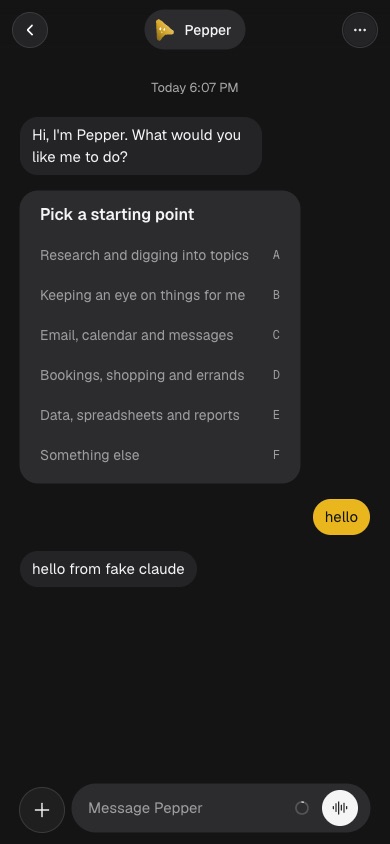 Pepper
Today 6:07 PM
Hi, I'm Pepper. What would you
like me to do?
Pick a starting point
Research and digging into topics A
Keeping an eye on things for me B
Email, calendar and messages C
Bookings, shopping and errands D
Data, spreadsheets and reports E
Something else F
hello
hello from fake claude
Message Pepper